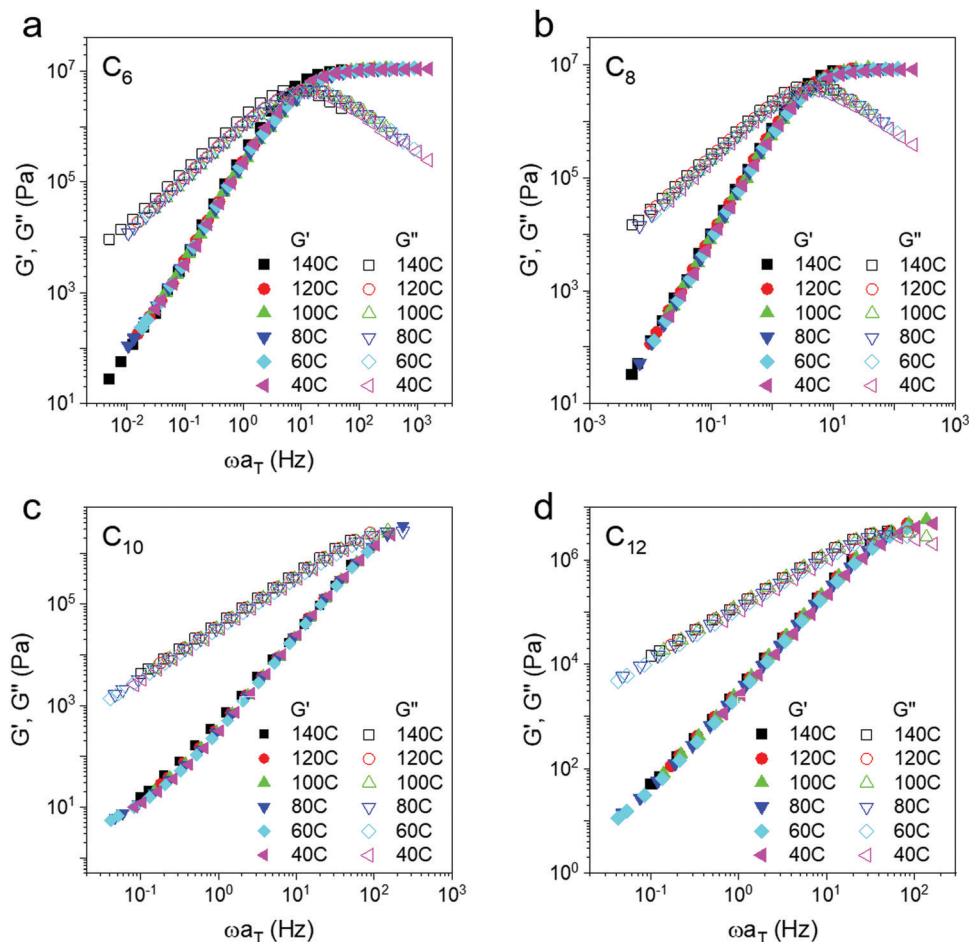 a
C6
10^7
10^5
10^3
10^1
G', G" (Pa)
G' G"
140C 140C
120C 120C
100C 100C
80C 80C
60C 60C
40C 40C
10^-2 10^-1 10^0 10^1 10^2 10^3
ωa_T (Hz)
b
C8
10^7
10^5
10^3
10^1
G', G" (Pa)
G' G"
140C 140C
120C 120C
100C 100C
80C 80C
60C 60C
40C 40C
10^-3 10^-1 10^1 10^3
ωa_T (Hz)
c
C10
10^5
10^3
10^1
G', G" (Pa)
G' G"
140C 140C
120C 120C
100C 100C
80C 80C
60C 60C
40C 40C
10^-1 10^0 10^1 10^2 10^3
ωa_T (Hz)
d
C12
10^6
10^4
10^2
10^0
G', G" (Pa)
G' G"
140C 140C
120C 120C
100C 100C
80C 80C
60C 60C
40C 40C
10^-1 10^0 10^1 10^2 10^3
ωa_T (Hz)